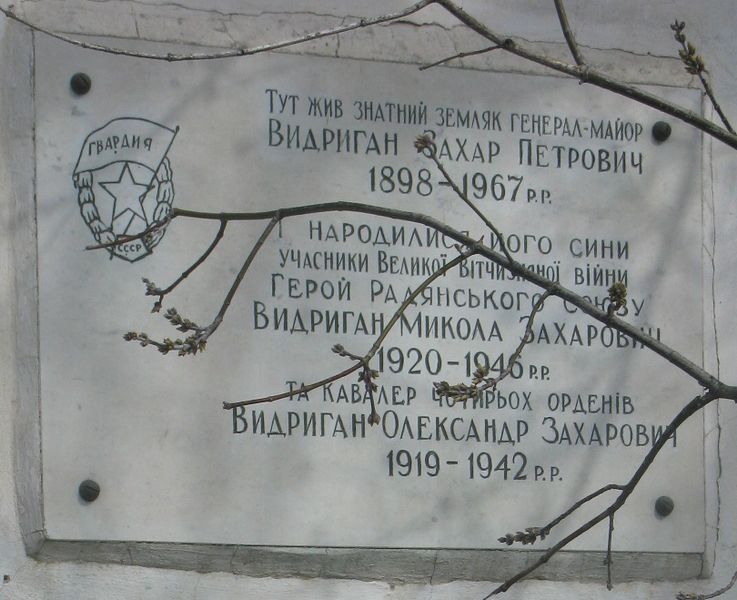 ГВАРДИЯ
СССР
Тут жив знатний земляк генерал-майор
Видриган Захар Петрович
1898-1967 р.р.
І народились його сини
учасники Великої вітчизняної війни
Герой Радянського Союзу
Видриган Микола Захарович
1920-1946 р.р.
та кавалер чотирьох орденів
Видриган Олександр Захарович
1919-1942 р.р.